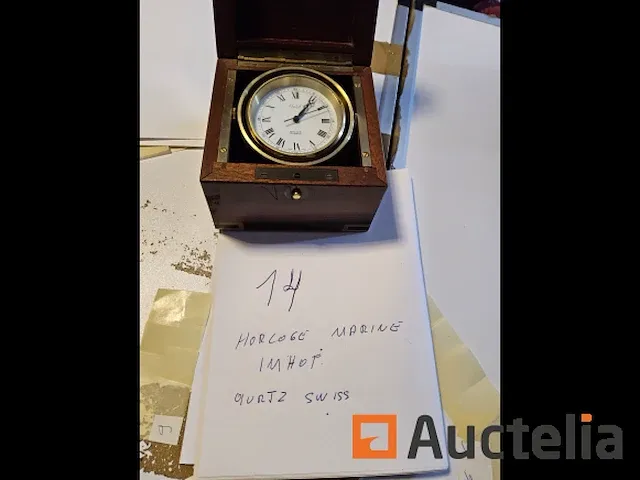 14
HORLOGE MARINE
IMHOF.
QURTZ SWISS
Auctelia